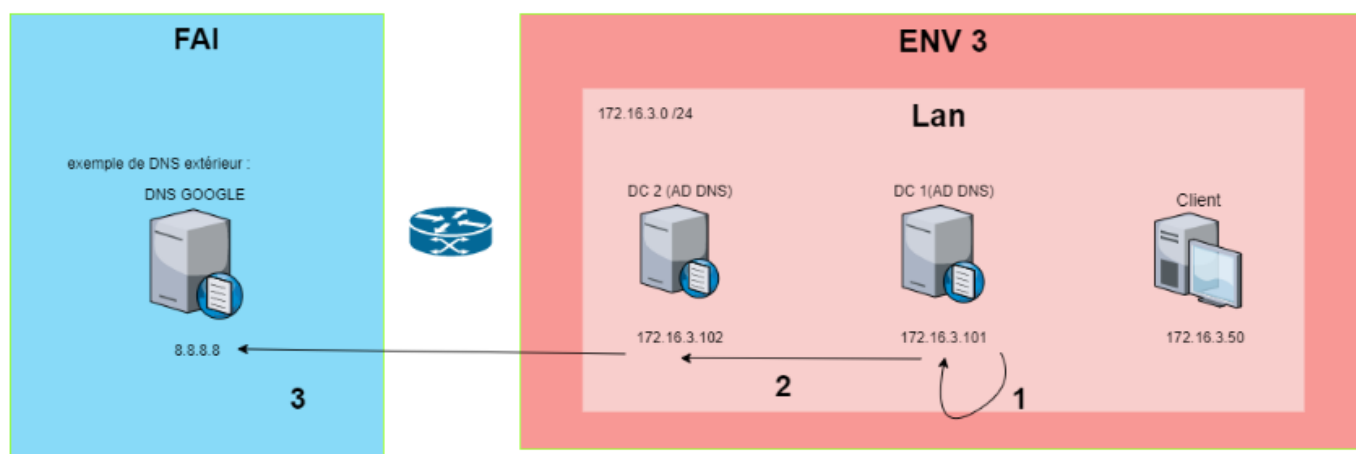 FAI
exemple de DNS extérieur :
DNS GOOGLE
8.8.8.8
3
ENV 3
172.16.3.0 /24
Lan
DC 2 (AD DNS)
172.16.3.102
2
DC 1(AD DNS)
172.16.3.101
1
Client
172.16.3.50